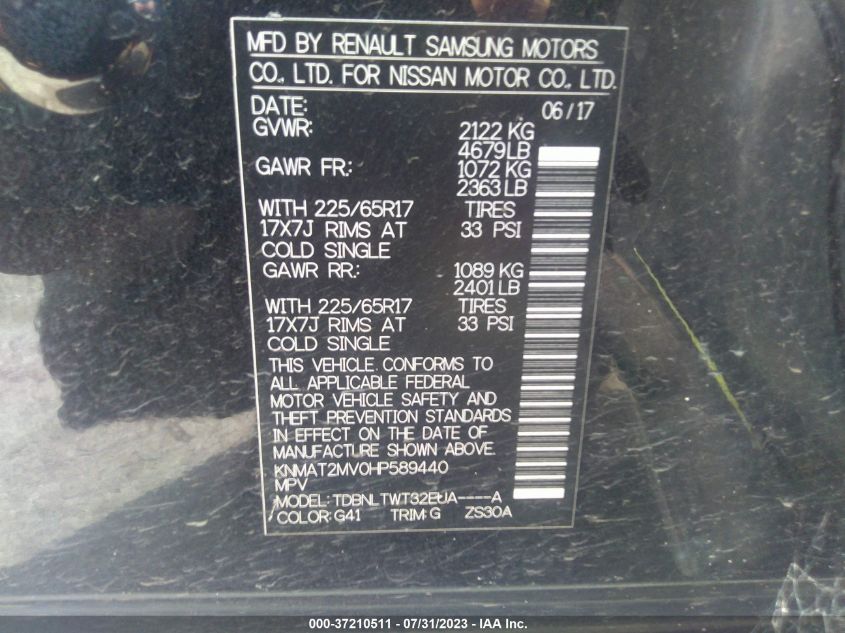 MFD BY RENAULT SAMSUNG MOTORS
CO., LTD. FOR NISSAN MOTOR CO., LTD.
DATE: 06/17
GVWR: 2122 KG
4679LB
GAWR FR.: 1072 KG
2363 LB
WITH 225/65R17 TIRES
17X7J RIMS AT 33 PSI
COLD SINGLE
GAWR RR.: 1089 KG
2401 LB
WITH 225/65R17 TIRES
17X7J RIMS AT 33 PSI
COLD SINGLE
THIS VEHICLE CONFORMS TO
ALL APPLICABLE FEDERAL
MOTOR VEHICLE SAFETY AND
THEFT PREVENTION STANDARDS
IN EFFECT ON THE DATE OF
MANUFACTURE SHOWN ABOVE.
KNMAT2MV0HP589440
MPV
MODEL: TDBNLTWT32EUA----A
COLOR: G41 TRIM: G ZS30A
000-37210511 - 07/31/2023 - IAA Inc.